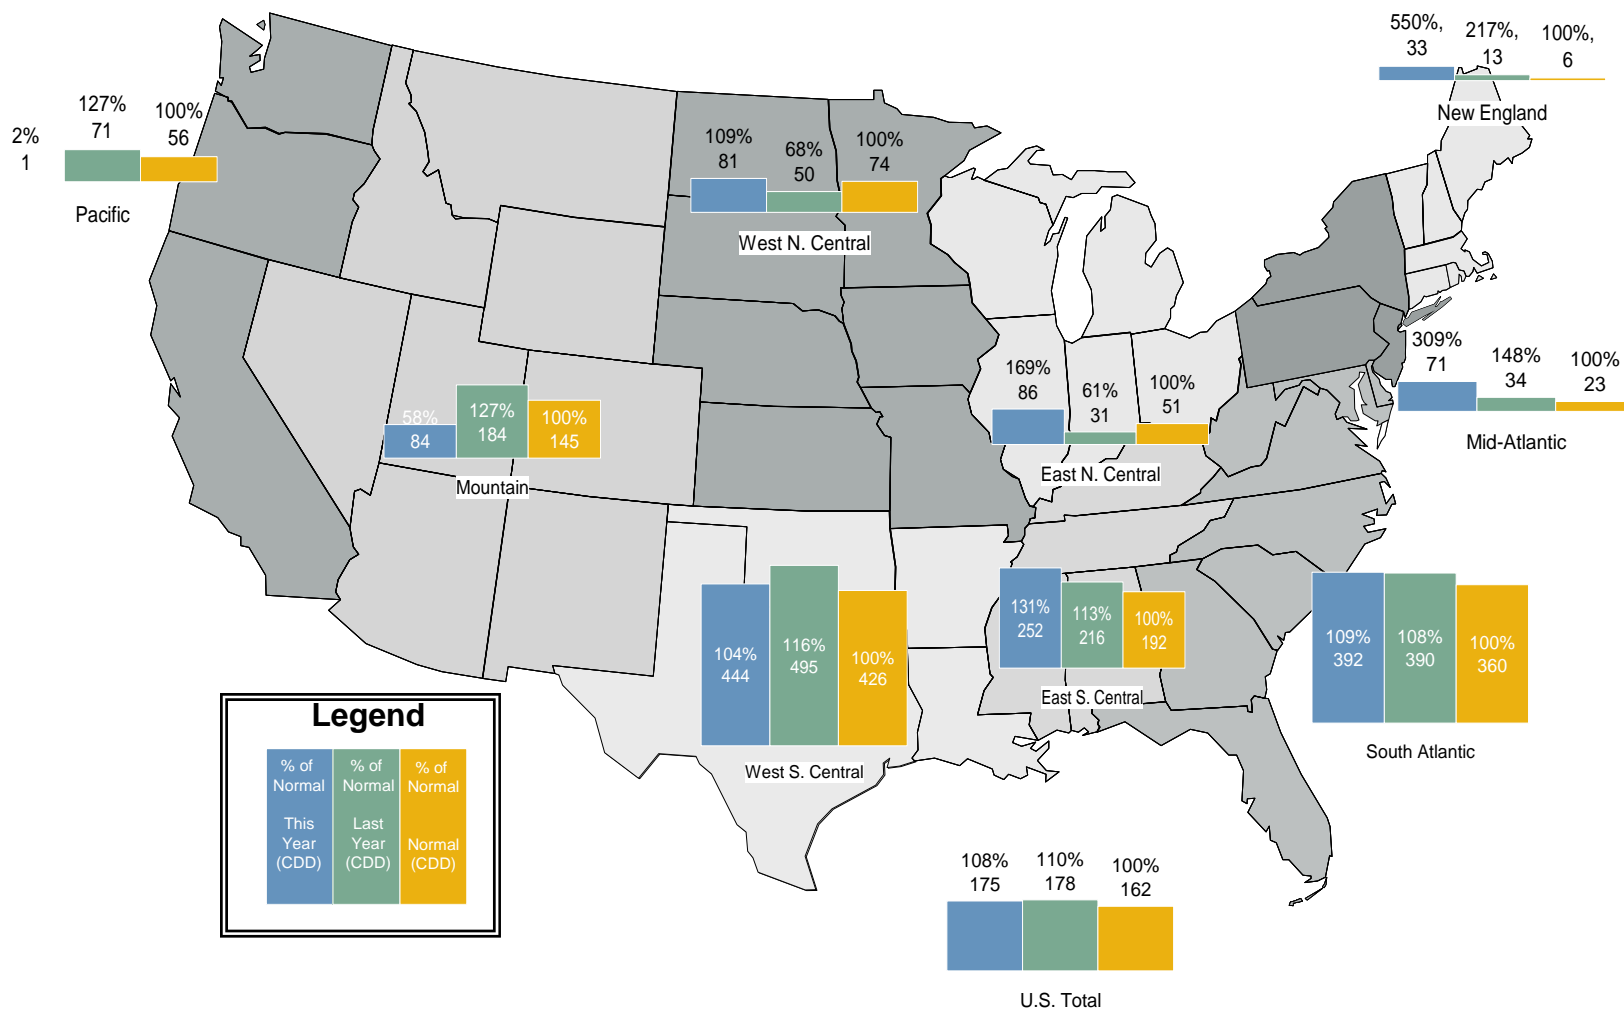 550%,
33
217%,
13
100%,
6
New England
2%
1
127%
71
100%
56
Pacific
109%
81
68%
50
100%
74
West N. Central
309%
71
148%
34
100%
23
Mid-Atlantic
169%
86
61%
31
100%
51
East N. Central
58%
84
127%
184
100%
145
Mountain
104%
444
116%
495
100%
426
West S. Central
131%
252
113%
216
100%
192
East S. Central
109%
392
108%
390
100%
360
South Atlantic
Legend
% of
Normal
This
Year
(CDD)
% of
Normal
Last
Year
(CDD)
% of
Normal
Normal
(CDD)
108%
175
110%
178
100%
162
U.S. Total